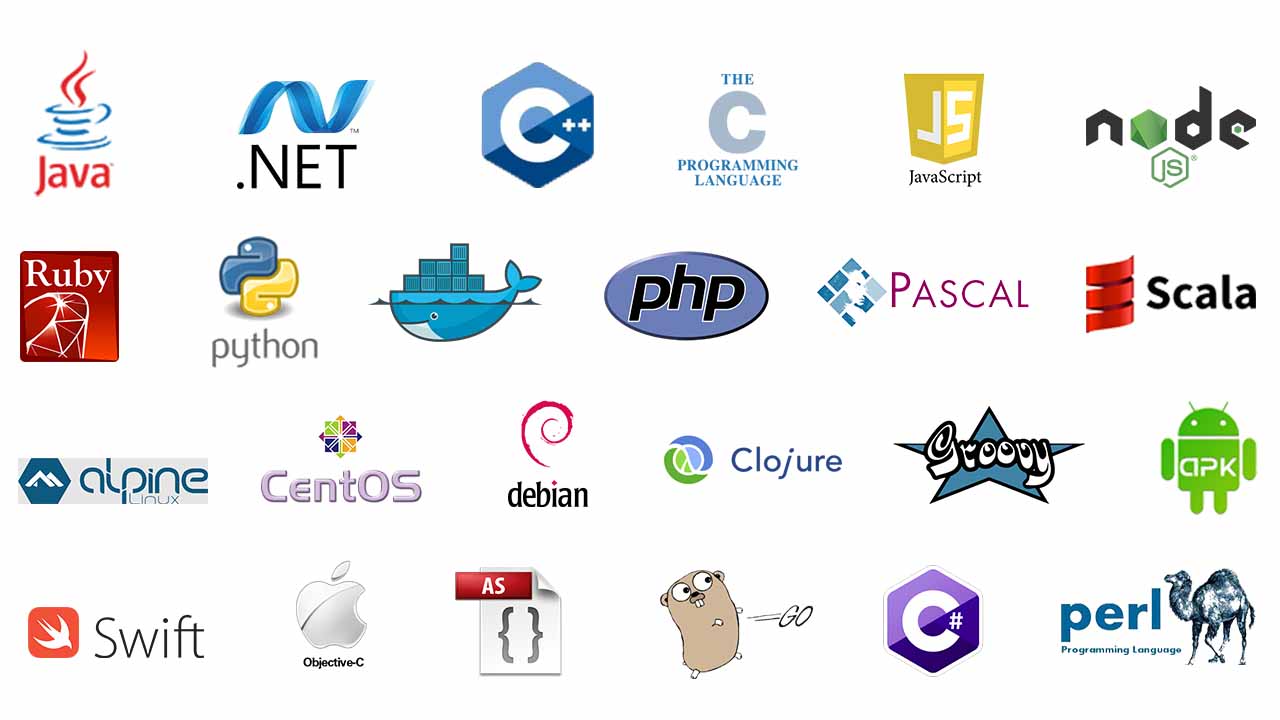 Java
.NET
TM
C++
THE
C
PROGRAMMING
LANGUAGE
JS
JavaScript
node
JS
®
Ruby
python
php
PASCAL
Scala
alpine
Linux
CentOS
debian
Clojure
Groovy
APK
Swift
Objective-C
AS
{}
GO
C#
perl
Programming Language